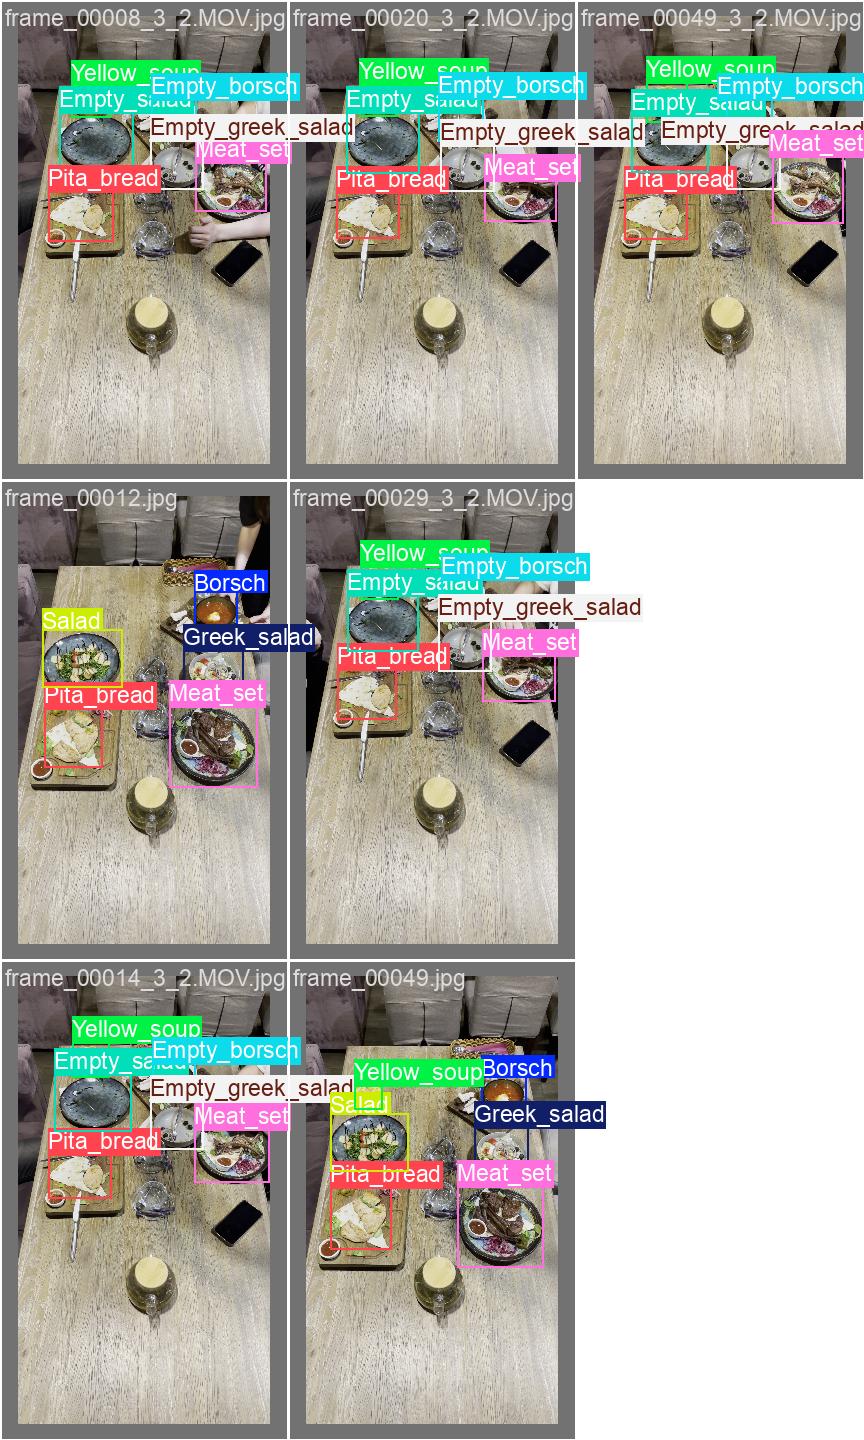 frame_00008_3_2.MOV.jpg
Yellow_soup
Empty_borsch
Empty_salad
Empty_greek_salad
Meat_set
Pita_bread
frame_00020_3_2.MOV.jpg
Yellow_soup
Empty_borsch
Empty_salad
Empty_greek_salad
Meat_set
Pita_bread
frame_00049_3_2.MOV.jpg
Yellow_soup
Empty_borsch
Empty_salad
Empty_greek_salad
Meat_set
Pita_bread
frame_00012.jpg
Borsch
Salad
Greek_salad
Pita_bread
Meat_set
frame_00029_3_2.MOV.jpg
Yellow_soup
Empty_borsch
Empty_salad
Empty_greek_salad
Meat_set
Pita_bread
frame_00014_3_2.MOV.jpg
Yellow_soup
Empty_borsch
Empty_salad
Empty_greek_salad
Meat_set
Pita_bread
frame_00049.jpg
Borsch
Yellow_soup
Salad
Greek_salad
Pita_bread
Meat_set